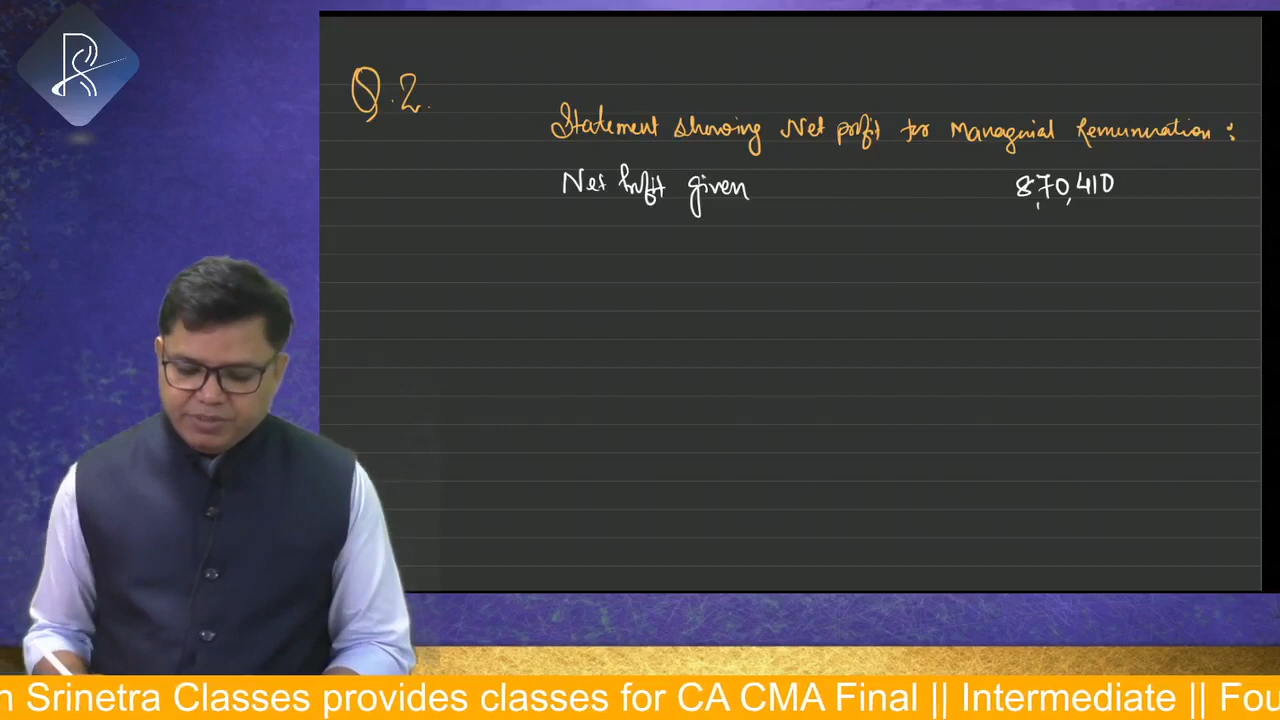 RS
Q.2.
Statement showing Net profit for Managerial Remuneration :
Net profit given 8,70,410
n Srinetra Classes provides classes for CA CMA Final || Intermediate || Fou